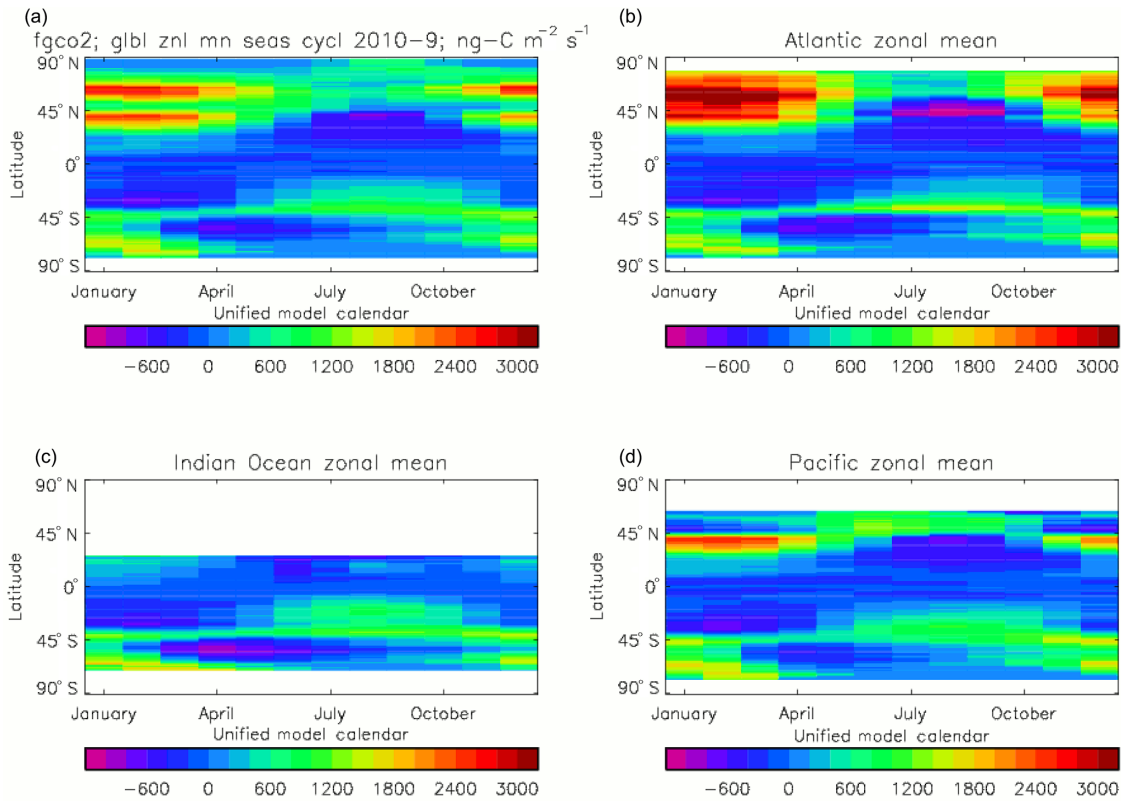 (a)
fgco2; glbl znl mn seas cycl 2010-9; ng-C m⁻² s⁻¹
90° N
45° N
0°
45° S
90° S
Latitude
January April July October
Unified model calendar
-600 0 600 1200 1800 2400 3000
(b)
Atlantic zonal mean
90° N
45° N
0°
45° S
90° S
Latitude
January April July October
Unified model calendar
-600 0 600 1200 1800 2400 3000
(c)
Indian Ocean zonal mean
90° N
45° N
0°
45° S
90° S
Latitude
January April July October
Unified model calendar
-600 0 600 1200 1800 2400 3000
(d)
Pacific zonal mean
90° N
45° N
0°
45° S
90° S
Latitude
January April July October
Unified model calendar
-600 0 600 1200 1800 2400 3000